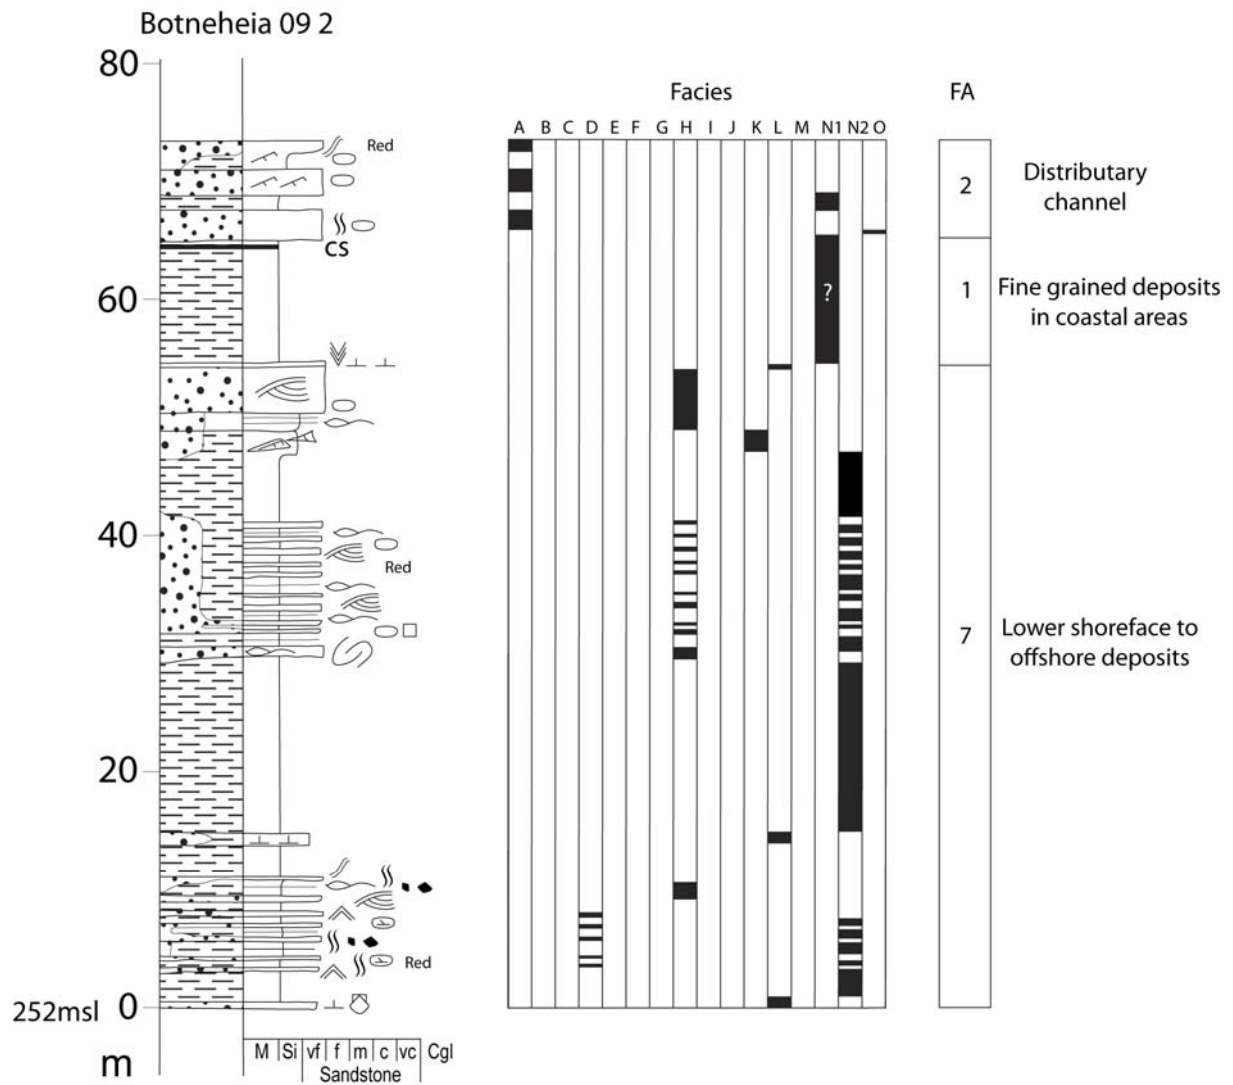 Botneheia 09 2
80
Facies
FA
A B C D E F G H I J K L M N1 N2 O
Red
2
Distributary
channel
CS
60
?
1
Fine grained deposits
in coastal areas
40
Red
7
Lower shoreface to
offshore deposits
20
Red
252msl
0
m
M Si vf f m c vc Cgl
Sandstone